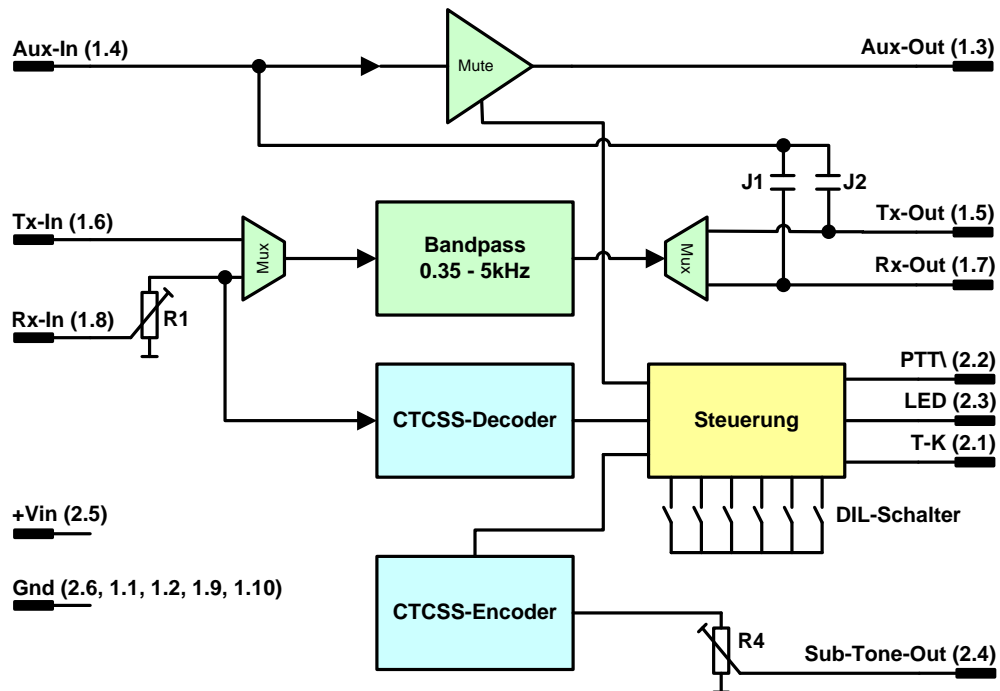 Aux-In (1.4)
Mute
Aux-Out (1.3)
J1
J2
Tx-In (1.6)
Mux
Bandpass
0.35 - 5kHz
Mux
Tx-Out (1.5)
Rx-Out (1.7)
Rx-In (1.8)
R1
CTCSS-Decoder
Steuerung
PTT\ (2.2)
LED (2.3)
T-K (2.1)
DIL-Schalter
+Vin (2.5)
Gnd (2.6, 1.1, 1.2, 1.9, 1.10)
CTCSS-Encoder
R4
Sub-Tone-Out (2.4)